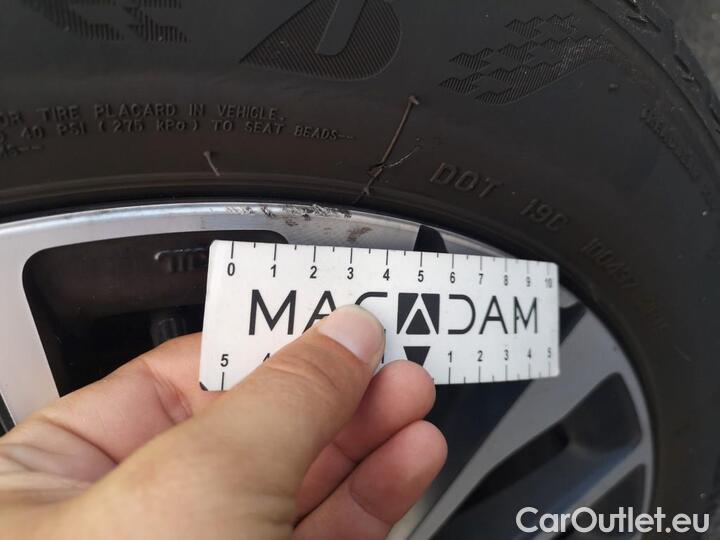 OR TIRE PLACARD IN VEHICLE.
40 PSI (275 KPa) TO SEAT BEADS--
DOT 19C
0 1 2 3 4 5 6 7 8 9 10
MACADAM
5 4 1 2 3 4 5
CarOutlet.eu